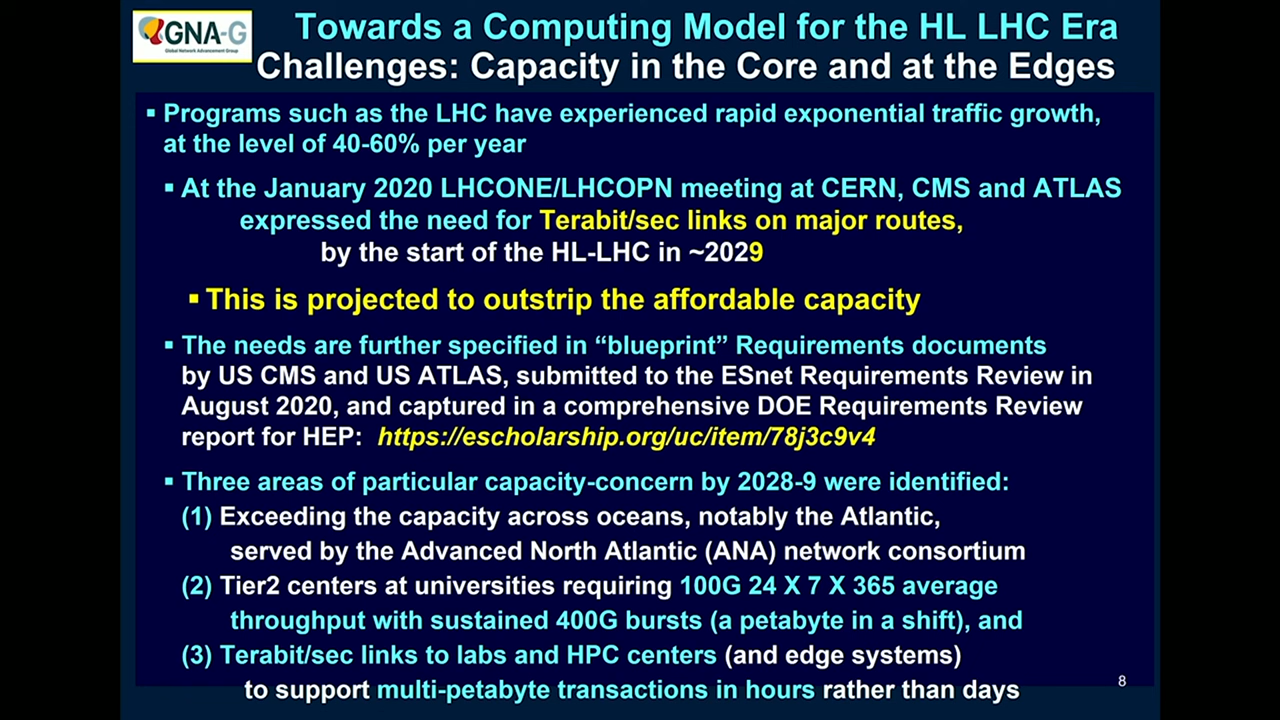 GNA-G
Global Network Advancement Group
Towards a Computing Model for the HL LHC Era
Challenges: Capacity in the Core and at the Edges
▪ Programs such as the LHC have experienced rapid exponential traffic growth,
at the level of 40-60% per year
▪ At the January 2020 LHCONE/LHCOPN meeting at CERN, CMS and ATLAS
expressed the need for Terabit/sec links on major routes,
by the start of the HL-LHC in ~2029
▪ This is projected to outstrip the affordable capacity
▪ The needs are further specified in “blueprint” Requirements documents
by US CMS and US ATLAS, submitted to the ESnet Requirements Review in
August 2020, and captured in a comprehensive DOE Requirements Review
report for HEP: https://escholarship.org/uc/item/78j3c9v4
▪ Three areas of particular capacity-concern by 2028-9 were identified:
(1) Exceeding the capacity across oceans, notably the Atlantic,
served by the Advanced North Atlantic (ANA) network consortium
(2) Tier2 centers at universities requiring 100G 24 X 7 X 365 average
throughput with sustained 400G bursts (a petabyte in a shift), and
(3) Terabit/sec links to labs and HPC centers (and edge systems)
to support multi-petabyte transactions in hours rather than days
8